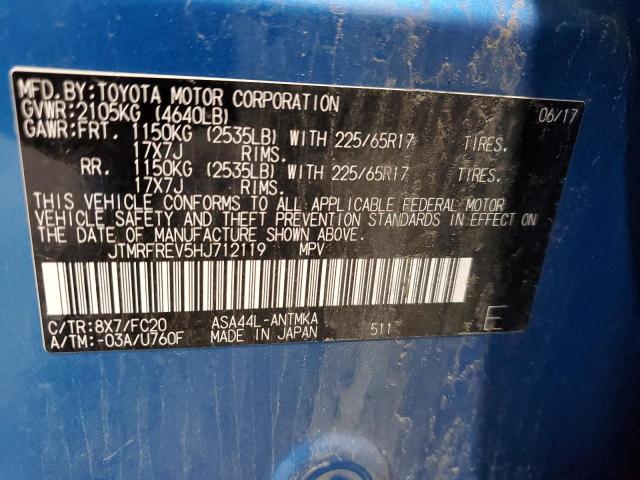 MFD. BY: TOYOTA MOTOR CORPORATION 06/17
GVWR: 2105KG (4640LB)
GAWR: FRT. 1150KG (2535LB) WITH 225/65R17 TIRES.
17X7J RIMS.
RR. 1150KG (2535LB) WITH 225/65R17 TIRES.
17X7J RIMS.
THIS VEHICLE CONFORMS TO ALL APPLICABLE FEDERAL MOTOR
VEHICLE SAFETY AND THEFT PREVENTION STANDARDS IN EFFECT ON
THE DATE OF MANUFACTURE SHOWN ABOVE.
JTMRFREV5HJ712119 MPV
C/TR: 8X7/FC20 ASA44L-ANTMKA E
A/TM: -03A/U760F MADE IN JAPAN 511